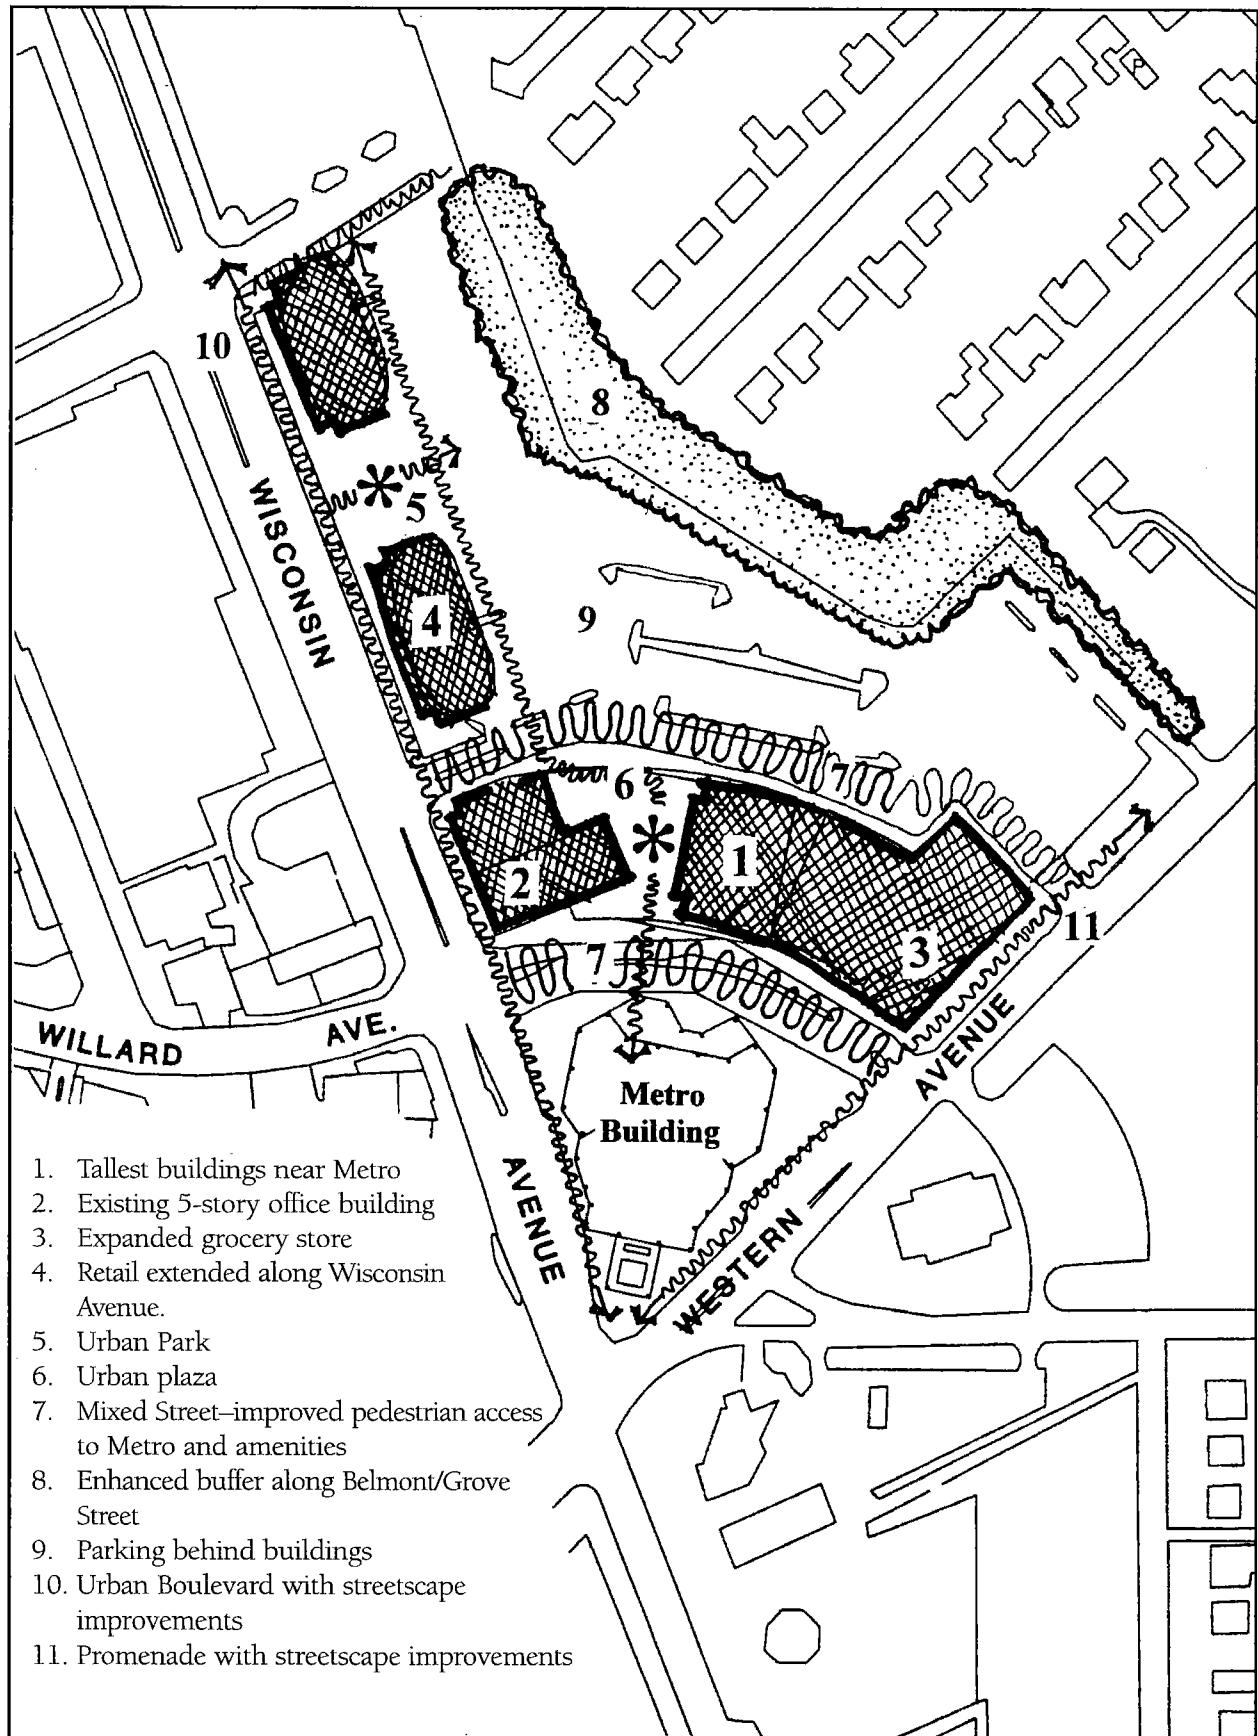 10
8
WISCONSIN
5
4
9
6
7
1
2
3
11
7
WILLARD AVE.
AVENUE
Metro
Building
AVENUE
WESTERN
1. Tallest buildings near Metro
2. Existing 5-story office building
3. Expanded grocery store
4. Retail extended along Wisconsin
Avenue.
5. Urban Park
6. Urban plaza
7. Mixed Street–improved pedestrian access
to Metro and amenities
8. Enhanced buffer along Belmont/Grove
Street
9. Parking behind buildings
10. Urban Boulevard with streetscape
improvements
11. Promenade with streetscape improvements